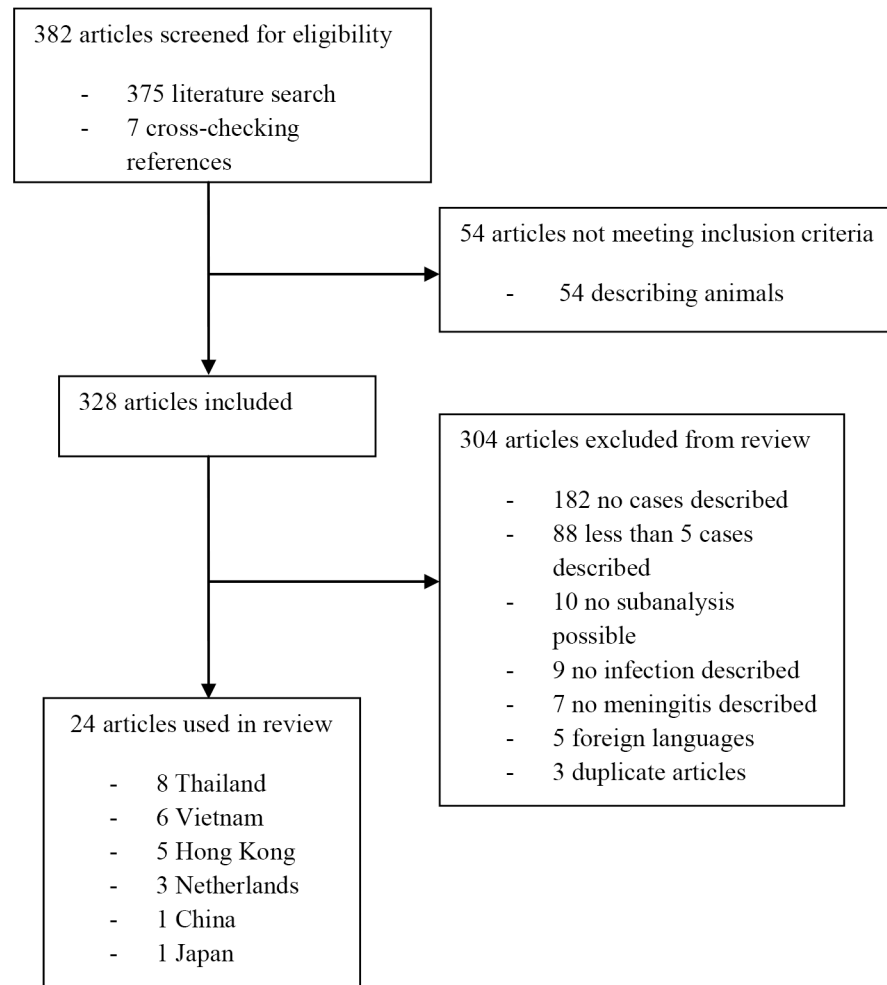 382 articles screened for eligibility
- 375 literature search
- 7 cross-checking
references
54 articles not meeting inclusion criteria
- 54 describing animals
328 articles included
304 articles excluded from review
- 182 no cases described
- 88 less than 5 cases
described
- 10 no subanalysis
possible
- 9 no infection described
- 7 no meningitis described
- 5 foreign languages
- 3 duplicate articles
24 articles used in review
- 8 Thailand
- 6 Vietnam
- 5 Hong Kong
- 3 Netherlands
- 1 China
- 1 Japan